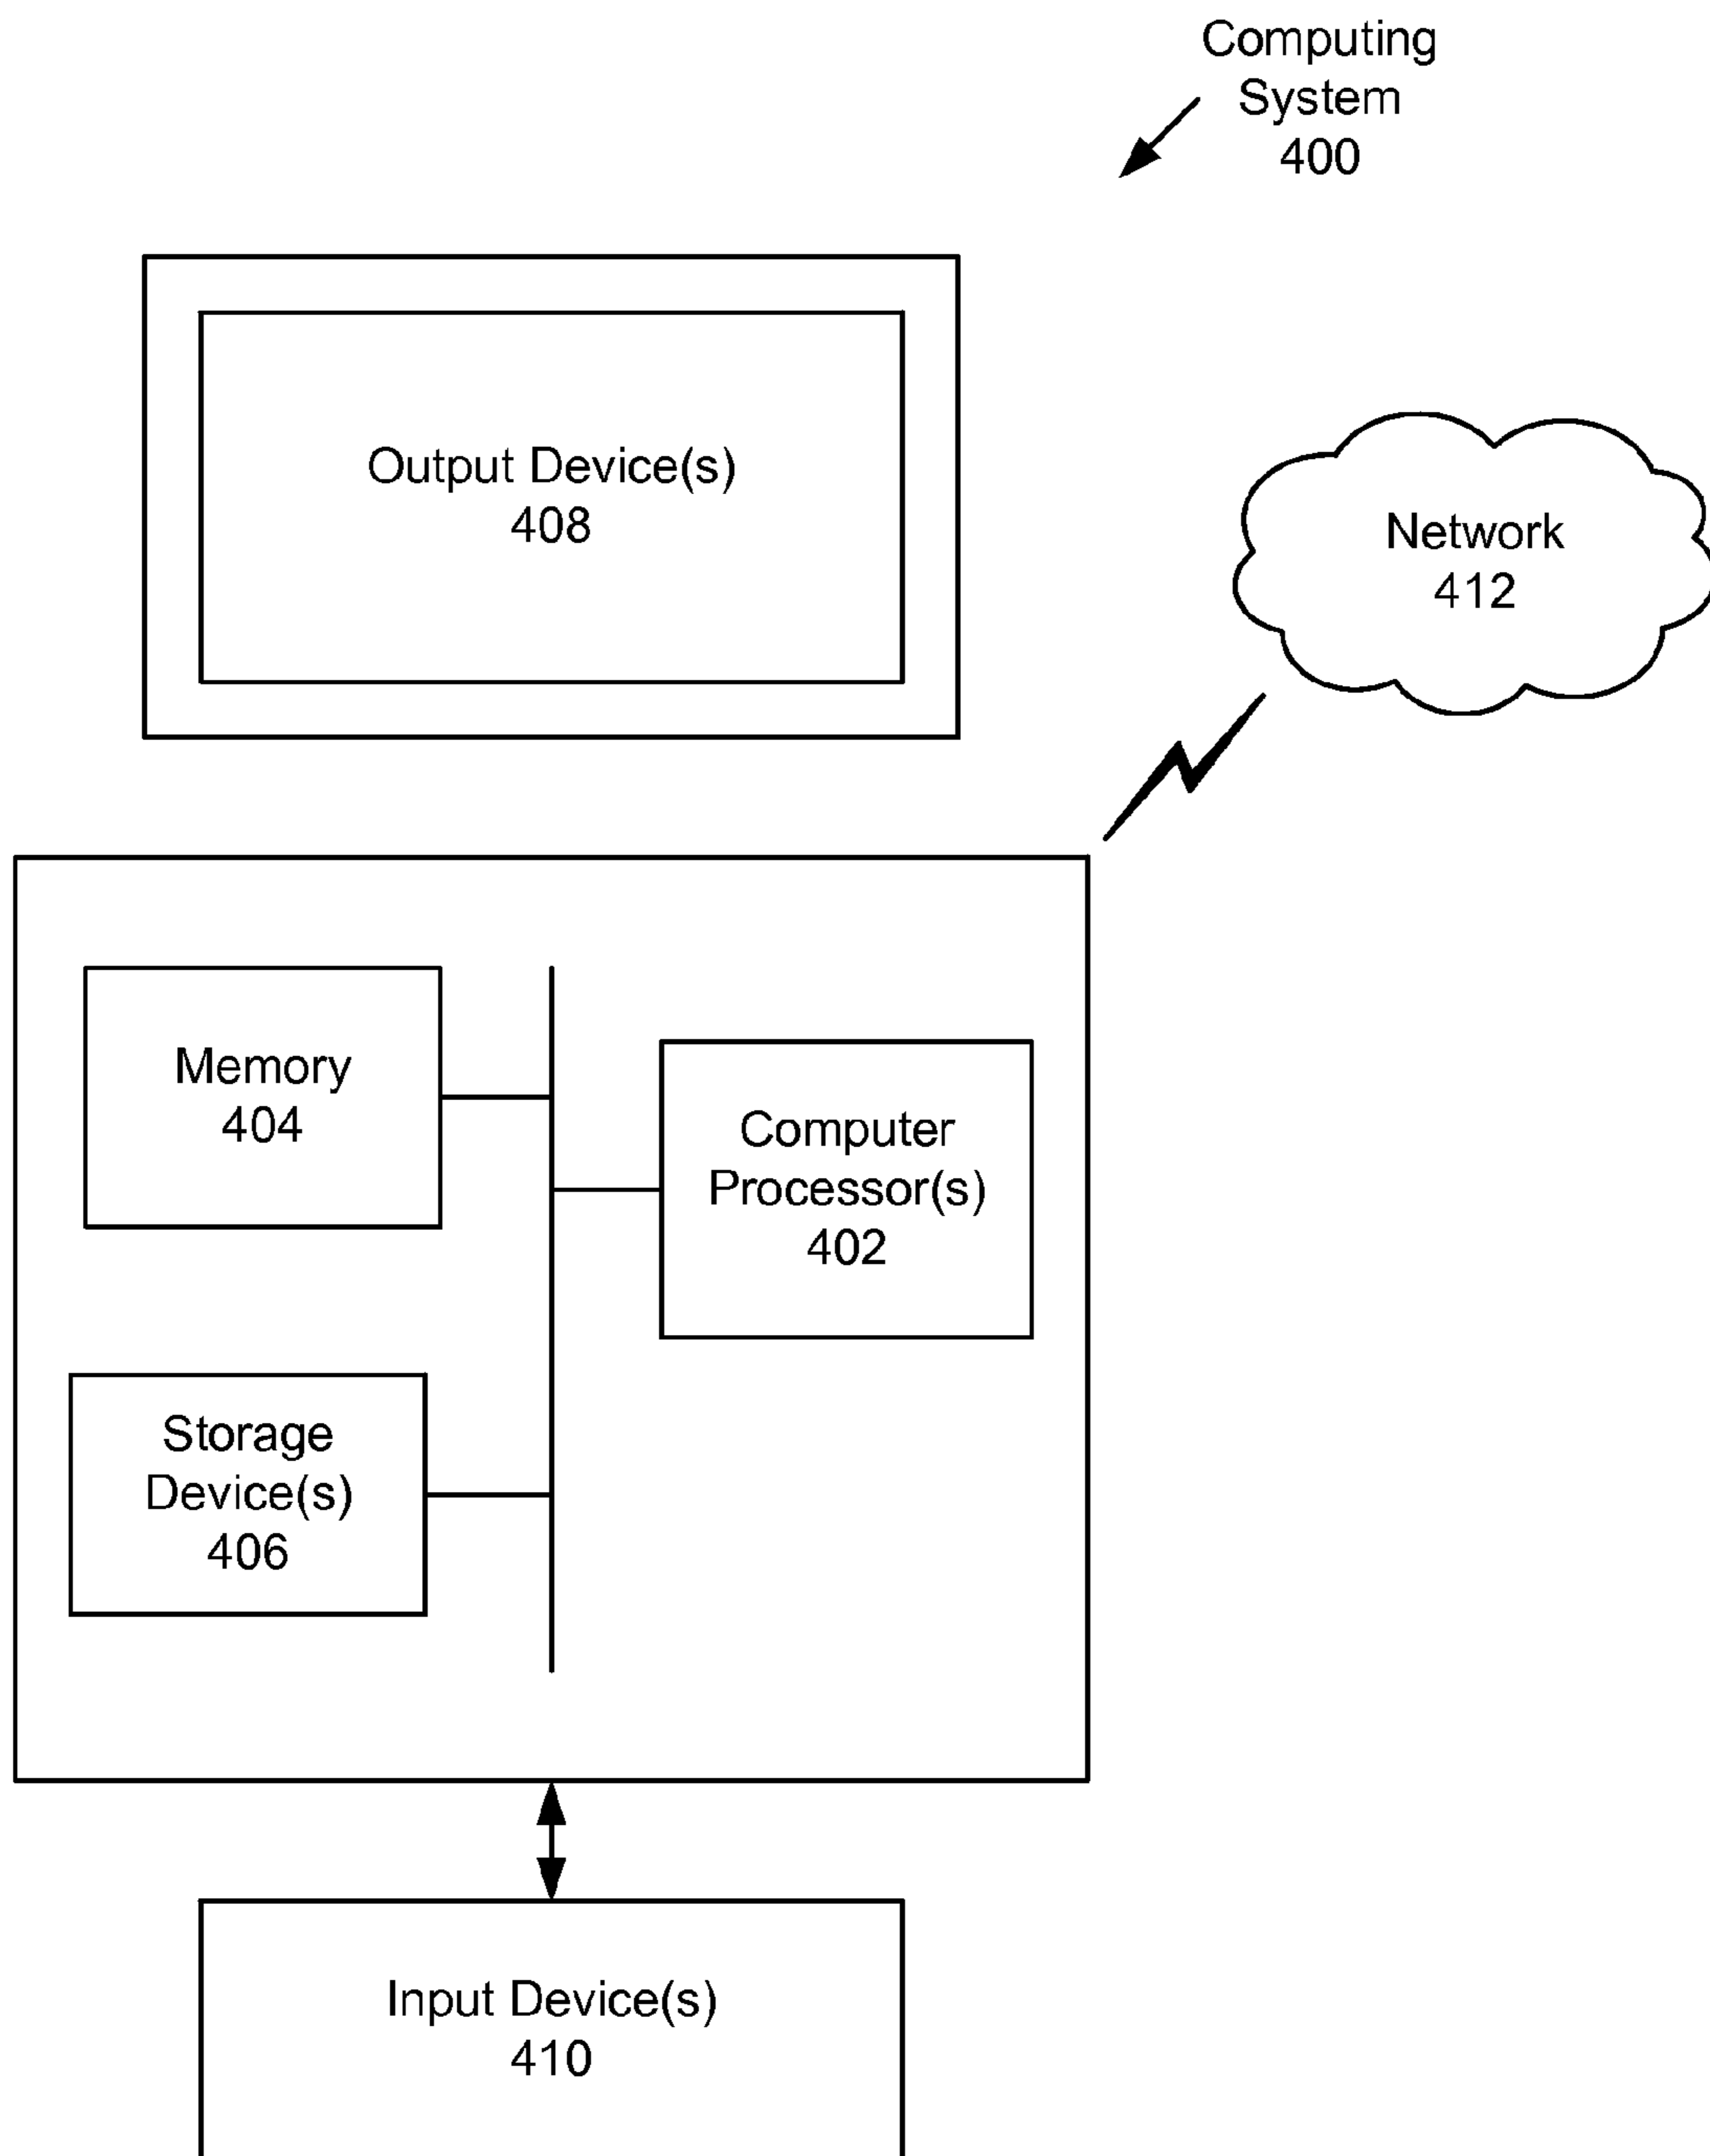 Computing
System
400
Output Device(s)
408
Network
412
Memory
404
Computer
Processor(s)
402
Storage
Device(s)
406
Input Device(s)
410